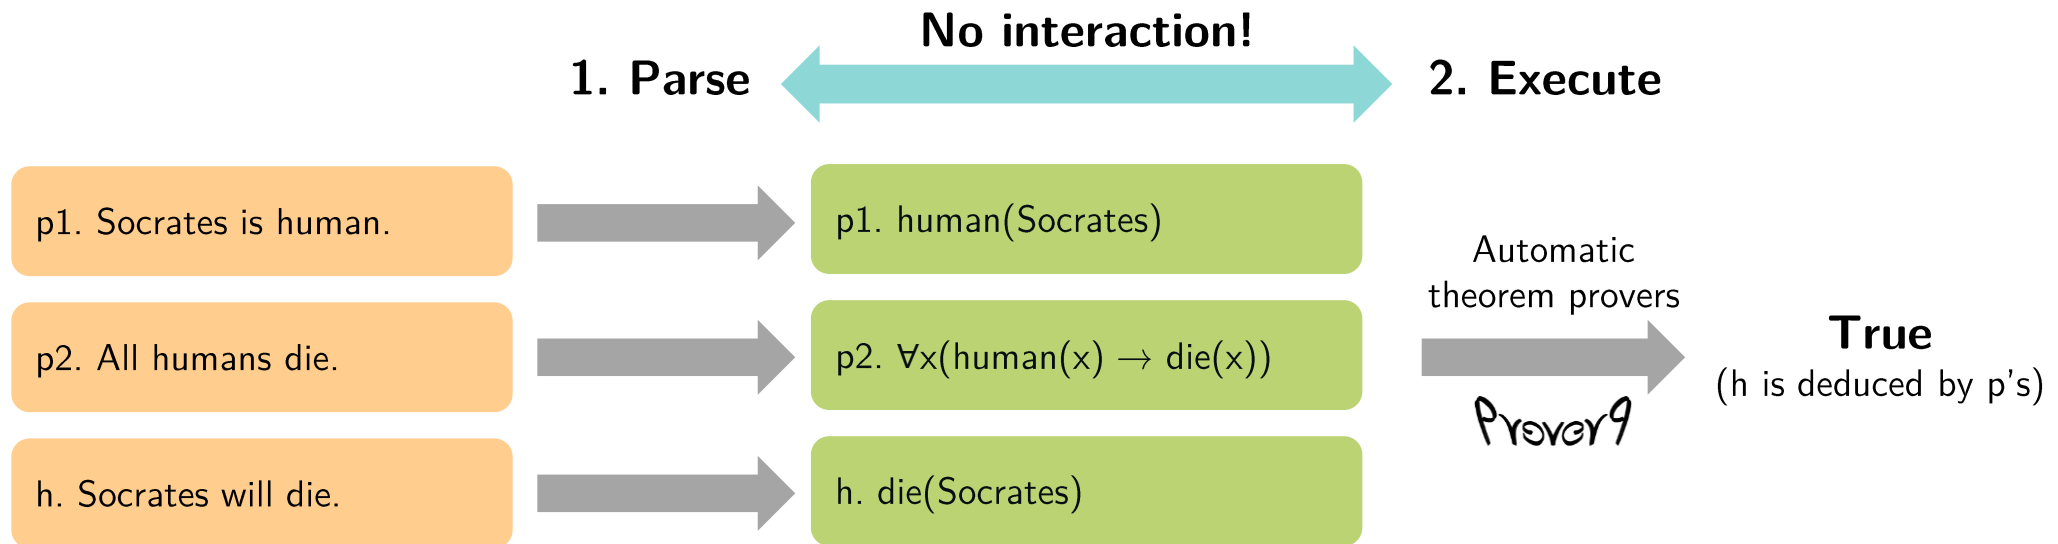 No interaction!
1. Parse
2. Execute
p1. Socrates is human.
p1. human(Socrates)
p2. All humans die.
p2. ∀x(human(x) → die(x))
h. Socrates will die.
h. die(Socrates)
Automatic
theorem provers
Prover9
True
(h is deduced by p's)